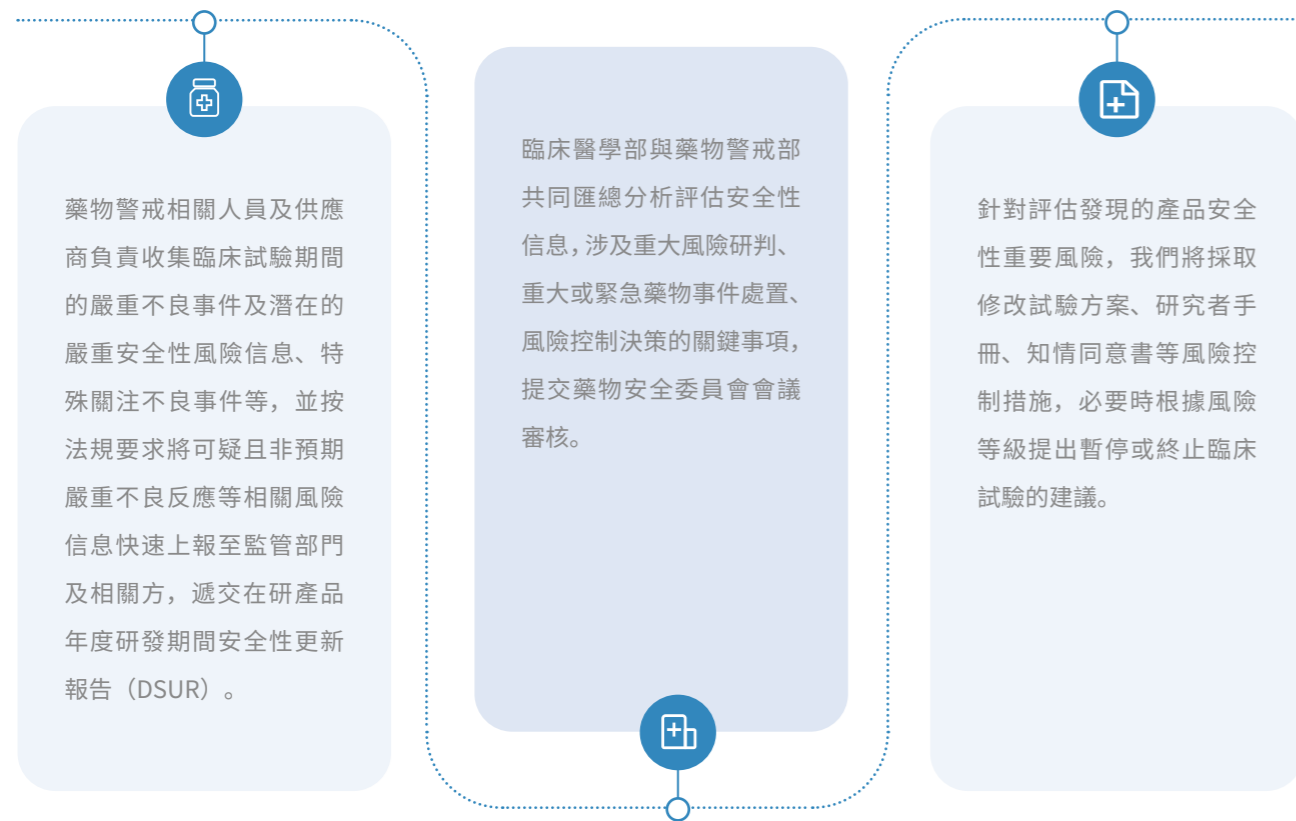 藥物警戒相關人員及供應
商負責收集臨床試驗期間
的嚴重不良事件及潛在的
嚴重安全性風險信息、特
殊關注不良事件等，並按
法規要求將可疑且非預期
嚴重不良反應等相關風險
信息快速上報至監管部門
及相關方，遞交在研產品
年度研發期間安全性更新
報告（DSUR）。
臨床醫學部與藥物警戒部
共同匯總分析評估安全性
信息，涉及重大風險研判、
重大或緊急藥物事件處置、
風險控制決策的關鍵事項，
提交藥物安全委員會會議
審核。
針對評估發現的產品安全
性重要風險，我們將採取
修改試驗方案、研究者手
冊、知情同意書等風險控
制措施，必要時根據風險
等級提出暫停或終止臨床
試驗的建議。